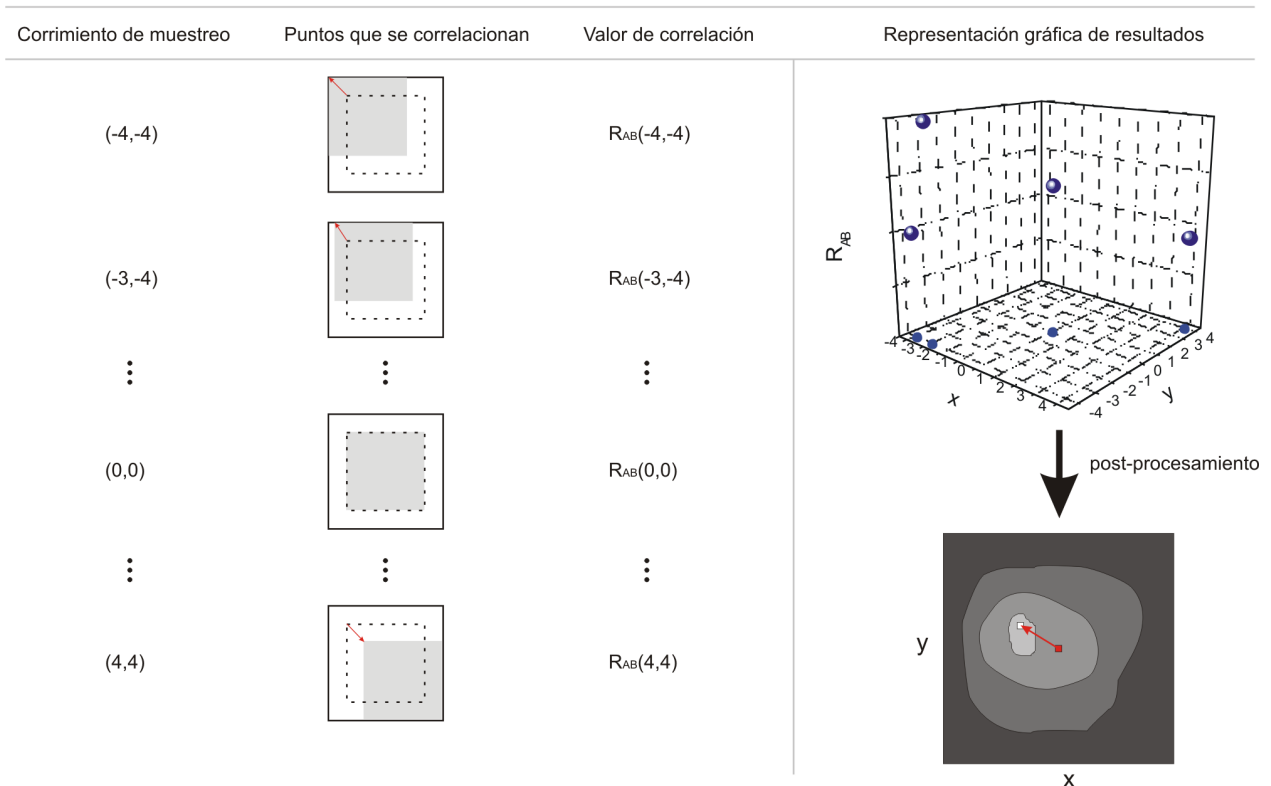 Corrimiento de muestreo
Puntos que se correlacionan
Valor de correlación
Representación gráfica de resultados
(-4,-4)
RAB(-4,-4)
(-3,-4)
RAB(-3,-4)
(0,0)
RAB(0,0)
(4,4)
RAB(4,4)
RAB
-4 -3 -2 -1 0 1 2 3 4
x
-4 -3 -2 -1 0 1 2 3 4
y
post-procesamiento
y
x